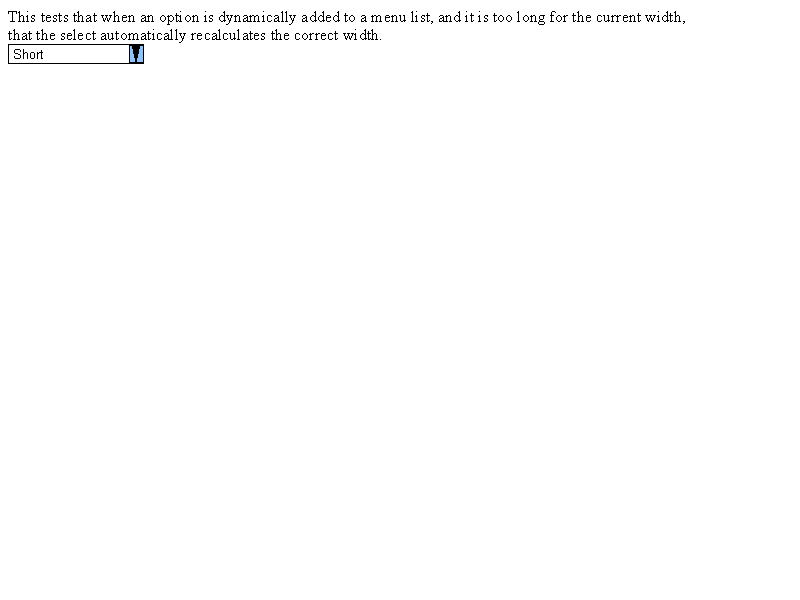 This tests that when an option is dynamically added to a menu list, and it is too long for the current width,
that the select automatically recalculates the correct width.
Short